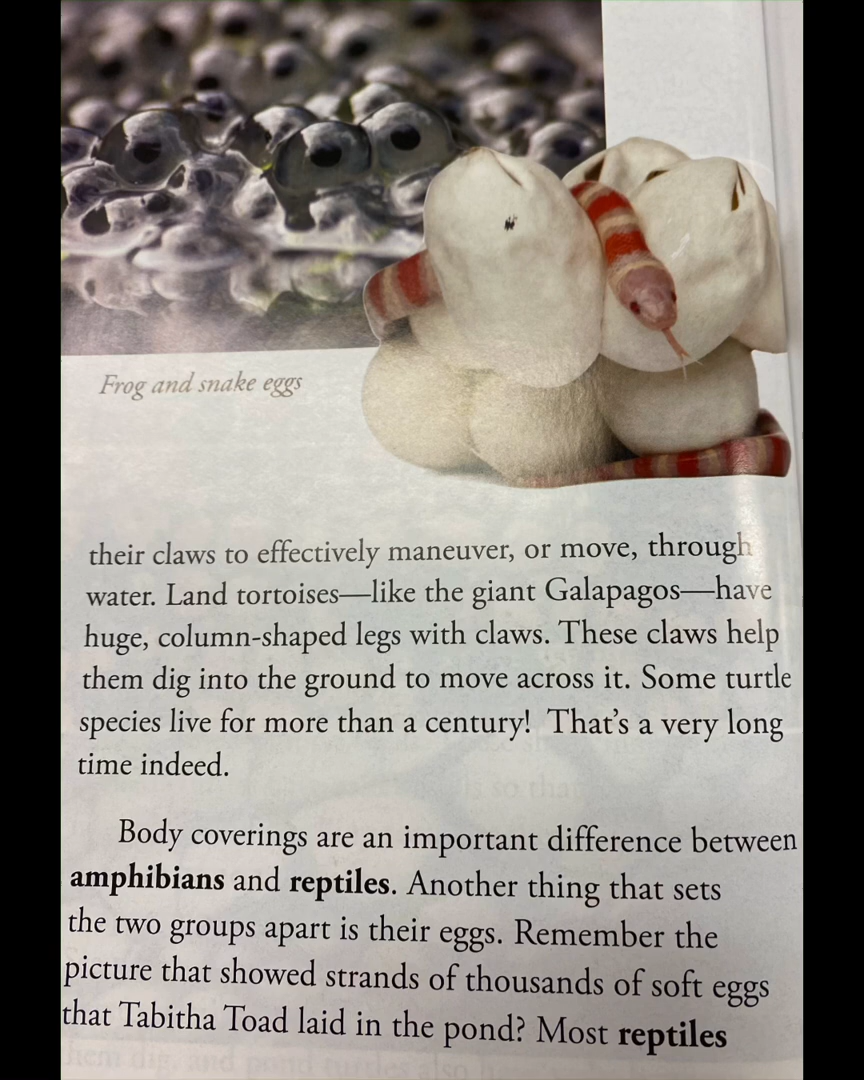 Frog and snake eggs
their claws to effectively maneuver, or move, through
water. Land tortoises—like the giant Galapagos—have
huge, column-shaped legs with claws. These claws help
them dig into the ground to move across it. Some turtle
species live for more than a century! That's a very long
time indeed.
Body coverings are an important difference between
amphibians and reptiles. Another thing that sets
the two groups apart is their eggs. Remember the
picture that showed strands of thousands of soft eggs
that Tabitha Toad laid in the pond? Most reptiles